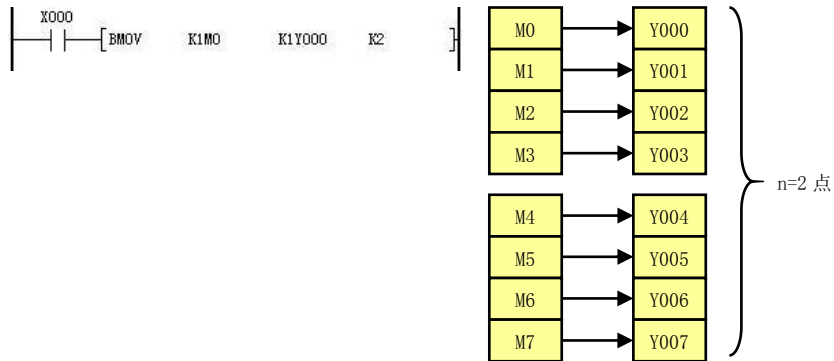 X000
BMOV K1M0 K1Y000 K2
M0 Y000
M1 Y001
M2 Y002
M3 Y003
n=2 点
M4 Y004
M5 Y005
M6 Y006
M7 Y007